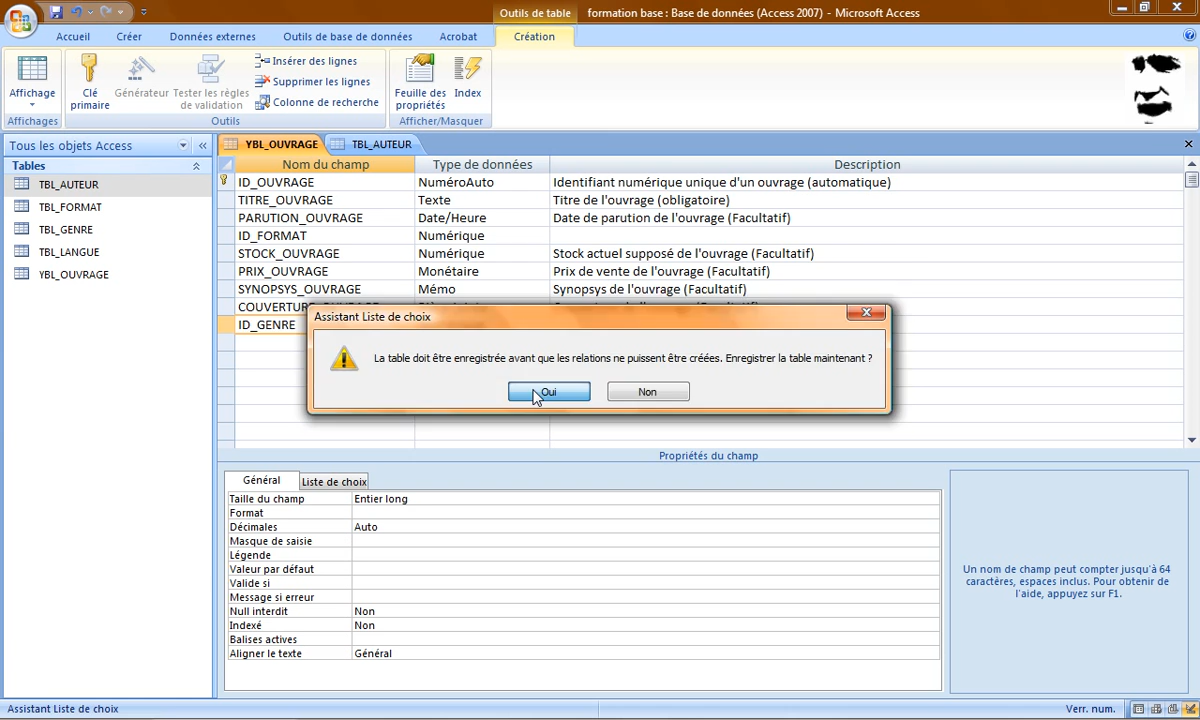 Outils de table
formation base : Base de données (Access 2007) - Microsoft Access
Accueil
Créer
Données externes
Outils de base de données
Acrobat
Création
Affichage
Clé primaire
Générateur
Tester les règles de validation
Insérer des lignes
Supprimer les lignes
Colonne de recherche
Feuille des propriétés
Index
Affichages
Outils
Afficher/Masquer
Tous les objets Access
Tables
TBL_AUTEUR
TBL_FORMAT
TBL_GENRE
TBL_LANGUE
YBL_OUVRAGE
YBL_OUVRAGE
TBL_AUTEUR
Nom du champ Type de données Description
ID_OUVRAGE NuméroAuto Identifiant numérique unique d'un ouvrage (automatique)
TITRE_OUVRAGE Texte Titre de l'ouvrage (obligatoire)
PARUTION_OUVRAGE Date/Heure Date de parution de l'ouvrage (Facultatif)
ID_FORMAT Numérique
STOCK_OUVRAGE Numérique Stock actuel supposé de l'ouvrage (Facultatif)
PRIX_OUVRAGE Monétaire Prix de vente de l'ouvrage (Facultatif)
SYNOPSYS_OUVRAGE Mémo Synopsys de l'ouvrage (Facultatif)
ID_GENRE
Assistant Liste de choix
La table doit être enregistrée avant que les relations ne puissent être créées. Enregistrer la table maintenant ?
Oui
Non
Propriétés du champ
Général
Liste de choix
Taille du champ Entier long
Format
Décimales Auto
Masque de saisie
Légende
Valeur par défaut
Valide si
Message si erreur
Null interdit Non
Indexé Non
Balises actives
Aligner le texte Général
Un nom de champ peut compter jusqu'à 64
caractères, espaces inclus. Pour obtenir de
l'aide, appuyez sur F1.
Assistant Liste de choix
Verr. num.